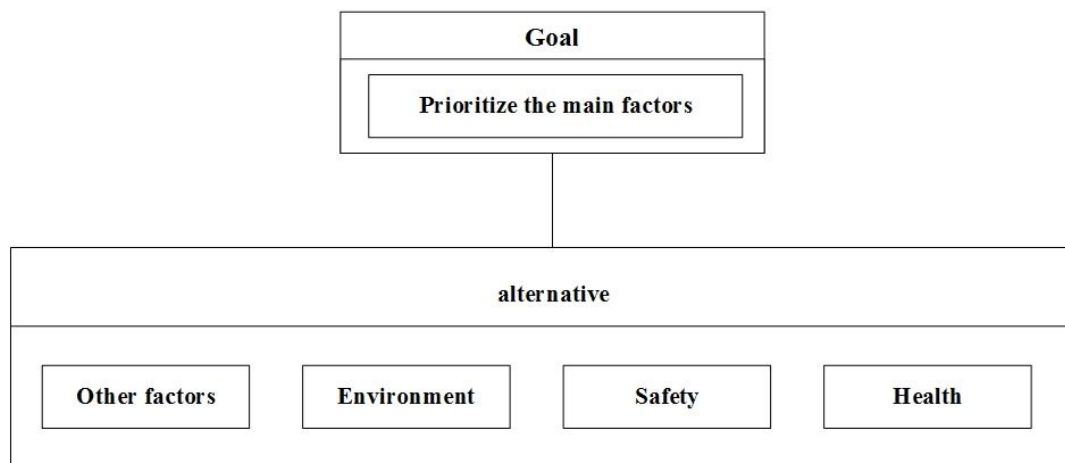 Goal
Prioritize the main factors
alternative
Other factors
Environment
Safety
Health